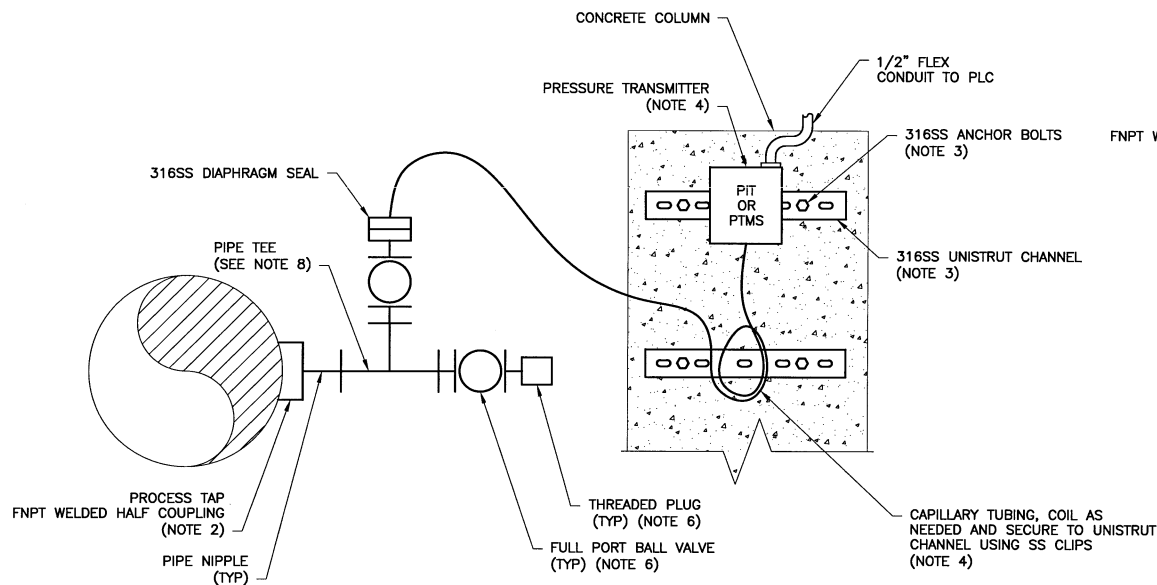 CONCRETE COLUMN
1/2" FLEX
CONDUIT TO PLC
PRESSURE TRANSMITTER
(NOTE 4)
316SS ANCHOR BOLTS
(NOTE 3)
FNPT W
316SS DIAPHRAGM SEAL
PIT
OR
PTMS
PIPE TEE
(SEE NOTE 8)
316SS UNISTRUT CHANNEL
(NOTE 3)
PROCESS TAP
FNPT WELDED HALF COUPLING
(NOTE 2)
PIPE NIPPLE
(TYP)
THREADED PLUG
(TYP) (NOTE 6)
FULL PORT BALL VALVE
(TYP) (NOTE 6)
CAPILLARY TUBING, COIL AS
NEEDED AND SECURE TO UNISTRUT
CHANNEL USING SS CLIPS
(NOTE 4)